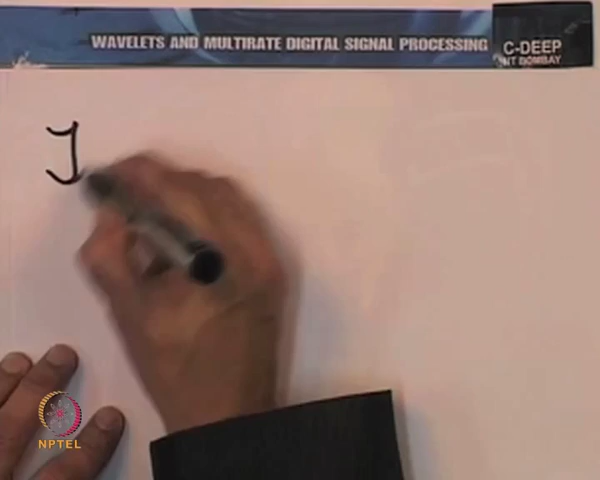 WAVELETS AND MULTIRATE DIGITAL SIGNAL PROCESSING
C-DEEP
IIT BOMBAY
I
NPTEL